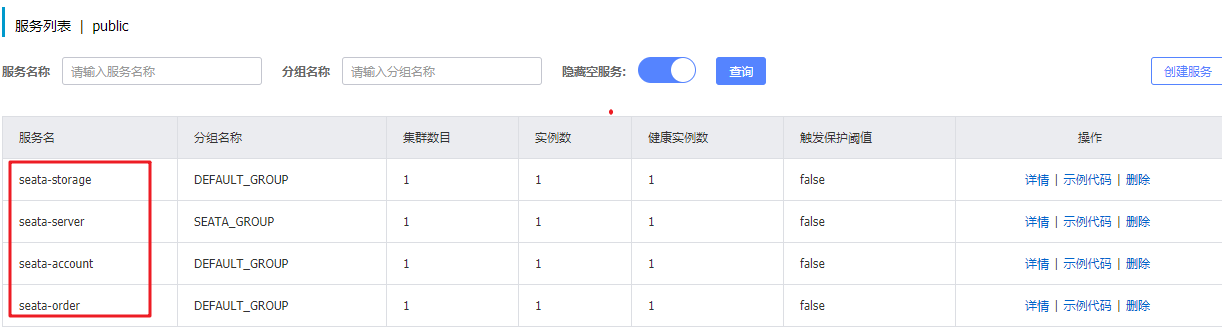 服务列表 | public
服务名称 请输入服务名称 分组名称 请输入分组名称 隐藏空服务: 查询 创建服务
服务名 分组名称 集群数目 实例数 健康实例数 触发保护阈值 操作
seata-storage DEFAULT_GROUP 1 1 1 false 详情 | 示例代码 | 删除
seata-server SEATA_GROUP 1 1 1 false 详情 | 示例代码 | 删除
seata-account DEFAULT_GROUP 1 1 1 false 详情 | 示例代码 | 删除
seata-order DEFAULT_GROUP 1 1 1 false 详情 | 示例代码 | 删除